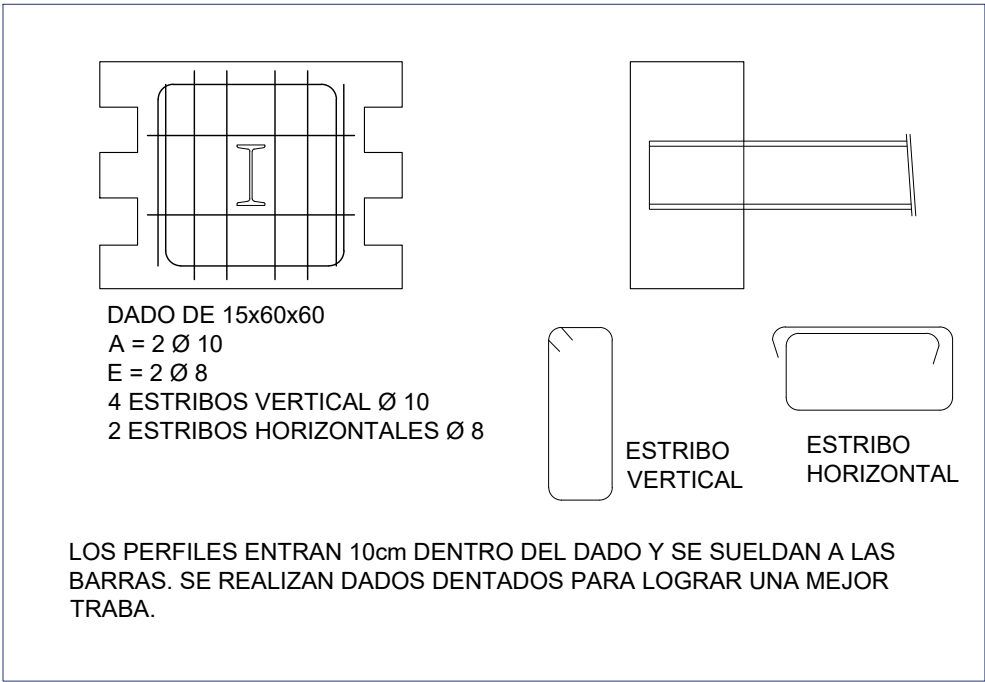 DADO DE 15x60x60
A = 2 Ø 10
E = 2 Ø 8
4 ESTRIBOS VERTICAL Ø 10
2 ESTRIBOS HORIZONTALES Ø 8
ESTRIBO
VERTICAL
ESTRIBO
HORIZONTAL
LOS PERFILES ENTRAN 10cm DENTRO DEL DADO Y SE SUELDAN A LAS
BARRAS. SE REALIZAN DADOS DENTADOS PARA LOGRAR UNA MEJOR
TRABA.